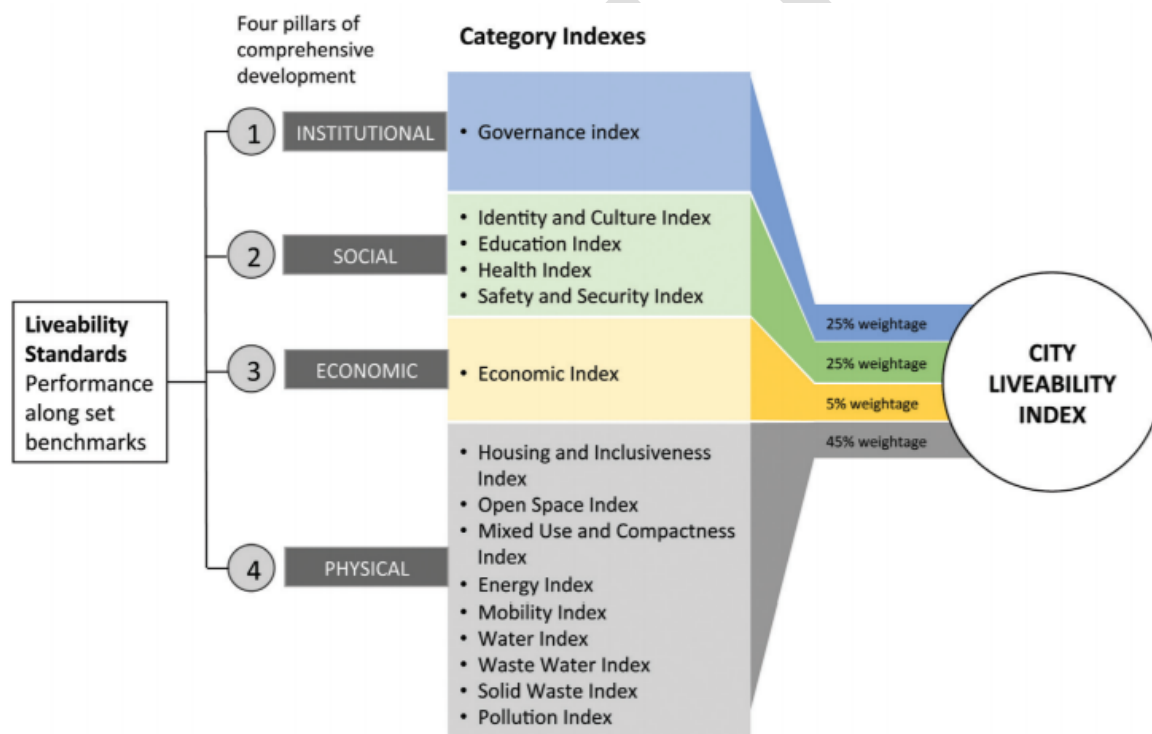 Four pillars of
comprehensive
development
Category Indexes
1
INSTITUTIONAL
• Governance index
2
SOCIAL
• Identity and Culture Index
• Education Index
• Health Index
• Safety and Security Index
Liveability
Standards
Performance
along set
benchmarks
3
ECONOMIC
• Economic Index
4
PHYSICAL
• Housing and Inclusiveness
Index
• Open Space Index
• Mixed Use and Compactness
Index
• Energy Index
• Mobility Index
• Water Index
• Waste Water Index
• Solid Waste Index
• Pollution Index
25% weightage
25% weightage
5% weightage
45% weightage
CITY
LIVEABILITY
INDEX